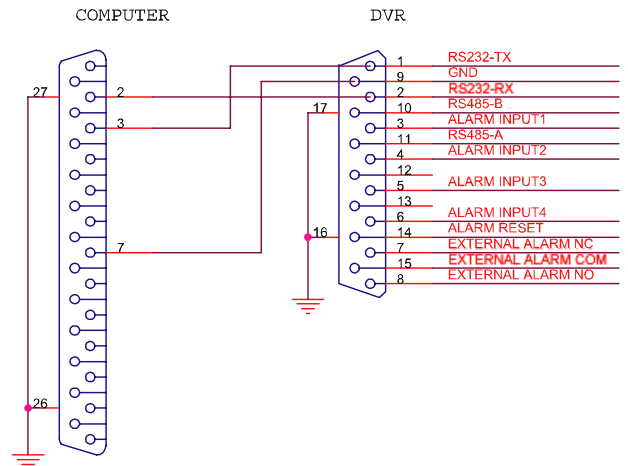 COMPUTER DVR
1 RS232-TX
9 GND
27 2 2 RS232-RX
17 10 RS485-B
3 3 ALARM INPUT1
11 RS485-A
4 ALARM INPUT2
12
5 ALARM INPUT3
13
6 ALARM INPUT4
16 14 ALARM RESET
7 7 EXTERNAL ALARM NC
15 EXTERNAL ALARM COM
8 EXTERNAL ALARM NO
26